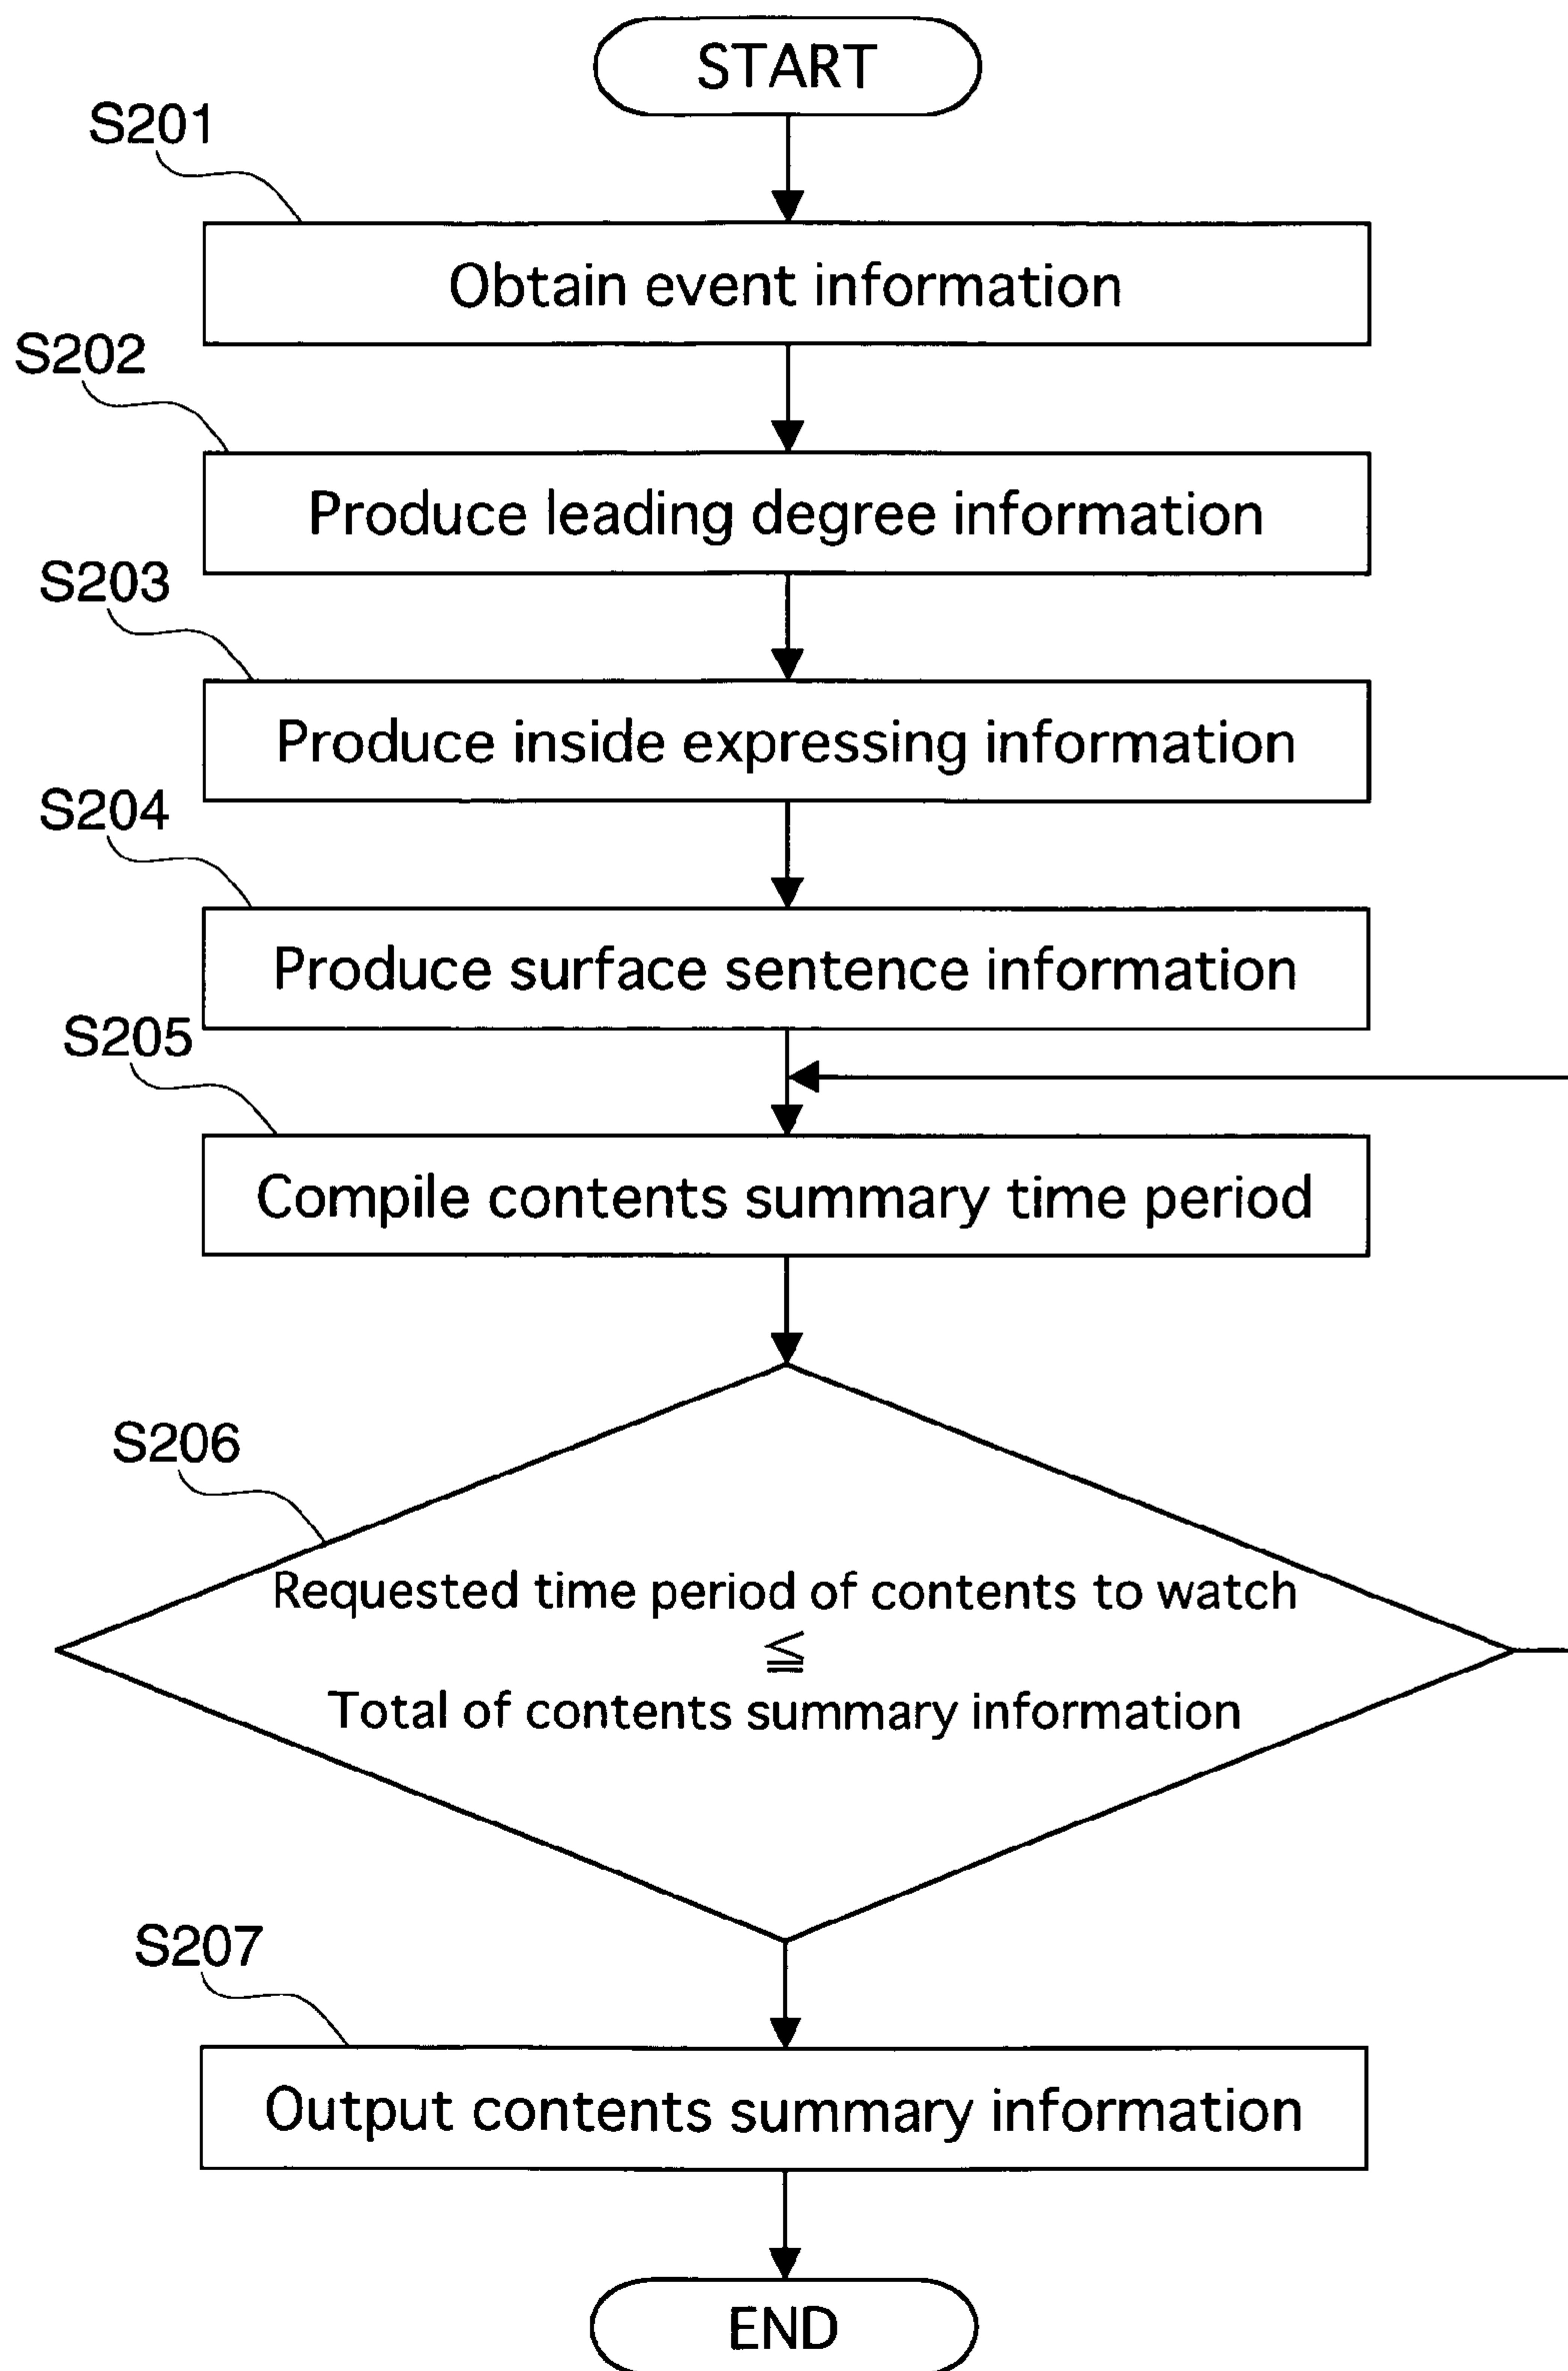 START
S201
Obtain event information
S202
Produce leading degree information
S203
Produce inside expressing information
S204
Produce surface sentence information
S205
Compile contents summary time period
S206
Requested time period of contents to watch
≦
Total of contents summary information
S207
Output contents summary information
END